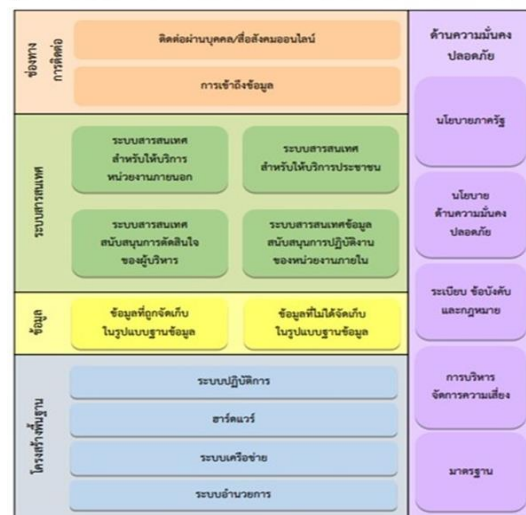 ช่องทาง
การติดต่อ
ติดต่อผ่านบุคคล/สื่อสังคมออนไลน์
การเข้าถึงข้อมูล
ระบบสารสนเทศ
ระบบสารสนเทศ
สำหรับให้บริการ
หน่วยงานภายนอก
ระบบสารสนเทศ
สำหรับให้บริการประชาชน
ระบบสารสนเทศ
สนับสนุนการตัดสินใจ
ของผู้บริหาร
ระบบสารสนเทศข้อมูล
สนับสนุนการปฏิบัติงาน
ของหน่วยงานภายใน
ข้อมูล
ข้อมูลที่ถูกจัดเก็บ
ในรูปแบบฐานข้อมูล
ข้อมูลที่ไม่ได้จัดเก็บ
ในรูปแบบฐานข้อมูล
โครงสร้างพื้นฐาน
ระบบปฏิบัติการ
ฮาร์ดแวร์
ระบบเครือข่าย
ระบบอำนวยการ
ด้านความมั่นคง
ปลอดภัย
นโยบายภาครัฐ
นโยบาย
ด้านความมั่นคง
ปลอดภัย
ระเบียบ ข้อบังคับ
และกฎหมาย
การบริหาร
จัดการความเสี่ยง
มาตรฐาน